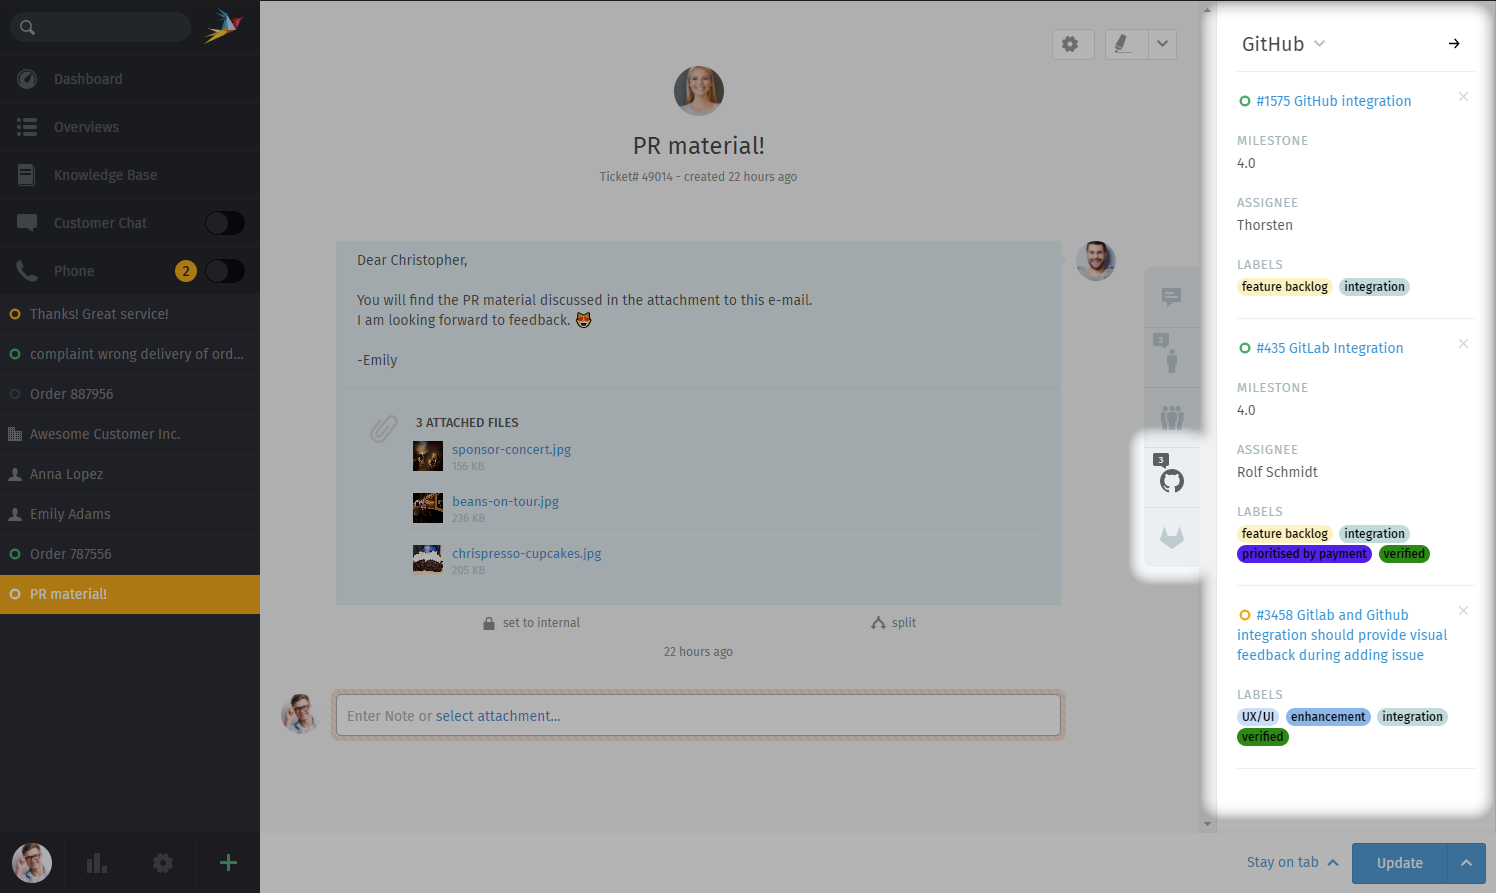 Dashboard
Overviews
Knowledge Base
Customer Chat
Phone 2
Thanks! Great service!
complaint wrong delivery of ord...
Order 887956
Awesome Customer Inc.
Anna Lopez
Emily Adams
Order 787556
PR material!
PR material!
Ticket# 49014 - created 22 hours ago
Dear Christopher,
You will find the PR material discussed in the attachment to this e-mail.
I am looking forward to feedback. 😻
-Emily
3 ATTACHED FILES
sponsor-concert.jpg
156 KB
beans-on-tour.jpg
236 KB
chrispresso-cupcakes.jpg
205 KB
set to internal
split
22 hours ago
Enter Note or select attachment...
2
3
GitHub
#1575 GitHub integration
MILESTONE
4.0
ASSIGNEE
Thorsten
LABELS
feature backlog integration
#435 GitLab Integration
MILESTONE
4.0
ASSIGNEE
Rolf Schmidt
LABELS
feature backlog integration
prioritised by payment verified
#3458 Gitlab and Github
integration should provide visual
feedback during adding issue
LABELS
UX/UI enhancement integration
verified
Stay on tab
Update